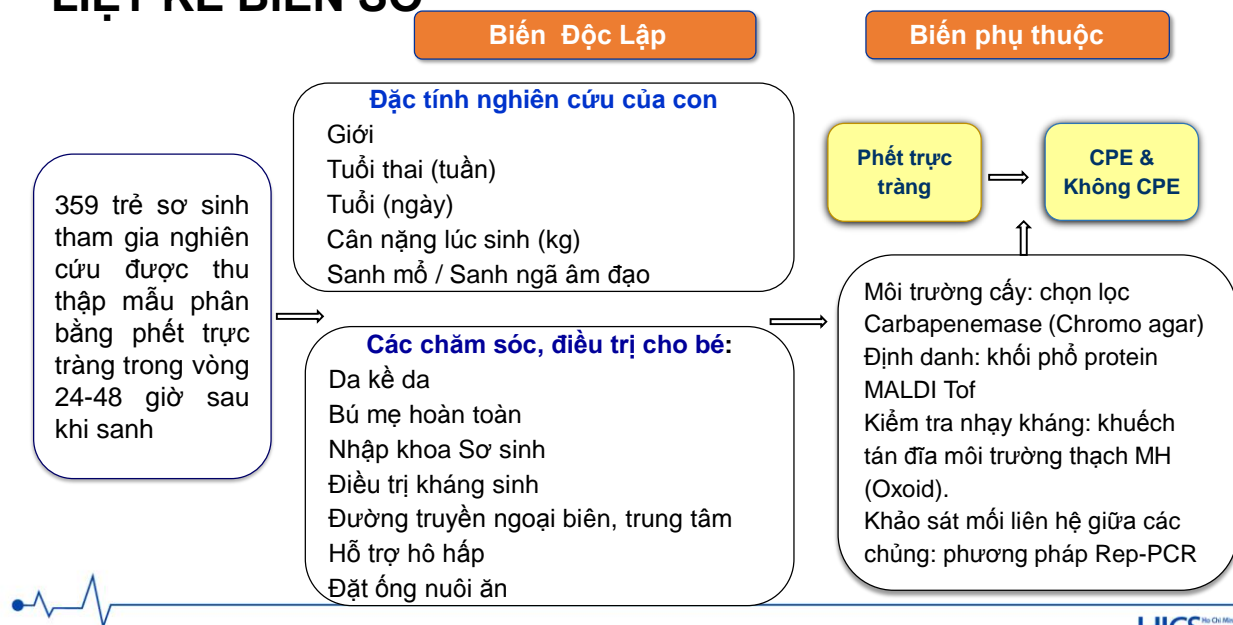 LIỆT KÊ BIẾN SỐ
Biến Độc Lập
Biến phụ thuộc
359 trẻ sơ sinh
tham gia nghiên
cứu được thu
thập mẫu phân
bằng phết trực
tràng trong vòng
24-48 giờ sau
khi sanh
Đặc tính nghiên cứu của con
Giới
Tuổi thai (tuần)
Tuổi (ngày)
Cân nặng lúc sinh (kg)
Sanh mổ / Sanh ngã âm đạo
Các chăm sóc, điều trị cho bé:
Da kề da
Bú mẹ hoàn toàn
Nhập khoa Sơ sinh
Điều trị kháng sinh
Đường truyền ngoại biên, trung tâm
Hỗ trợ hô hấp
Đặt ống nuôi ăn
Phết trực
tràng
CPE &
Không CPE
Môi trường cấy: chọn lọc
Carbapenemase (Chromo agar)
Định danh: khối phổ protein
MALDI Tof
Kiểm tra nhạy kháng: khuếch
tán đĩa môi trường thạch MH
(Oxoid).
Khảo sát mối liên hệ giữa các
chủng: phương pháp Rep-PCR